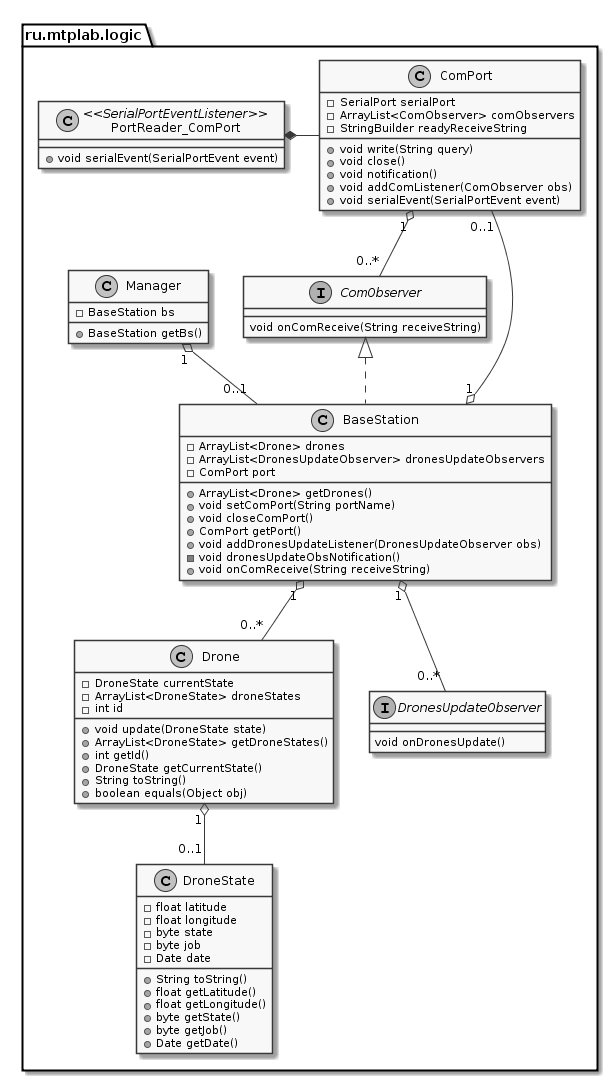 ru.mtplab.logic
C ComPort
SerialPort serialPort
ArrayList<ComObserver> comObservers
StringBuilder readyReceiveString
void write(String query)
void close()
void notification()
void addComListener(ComObserver obs)
void serialEvent(SerialPortEvent event)
C <<SerialPortEventListener>>
PortReader_ComPort
void serialEvent(SerialPortEvent event)
1
0..1
0..*
C Manager
BaseStation bs
BaseStation getBs()
I ComObserver
void onComReceive(String receiveString)
1
0..1
1
C BaseStation
ArrayList<Drone> drones
ArrayList<DronesUpdateObserver> dronesUpdateObservers
ComPort port
ArrayList<Drone> getDrones()
void setComPort(String portName)
void closeComPort()
ComPort getPort()
void addDronesUpdateListener(DronesUpdateObserver obs)
void dronesUpdateObsNotification()
void onComReceive(String receiveString)
1
1
0..*
0..*
C Drone
DroneState currentState
ArrayList<DroneState> droneStates
int id
void update(DroneState state)
ArrayList<DroneState> getDroneStates()
int getId()
DroneState getCurrentState()
String toString()
boolean equals(Object obj)
I DronesUpdateObserver
void onDronesUpdate()
1
0..1
C DroneState
float latitude
float longitude
byte state
byte job
Date date
String toString()
float getLatitude()
float getLongitude()
byte getState()
byte getJob()
Date getDate()